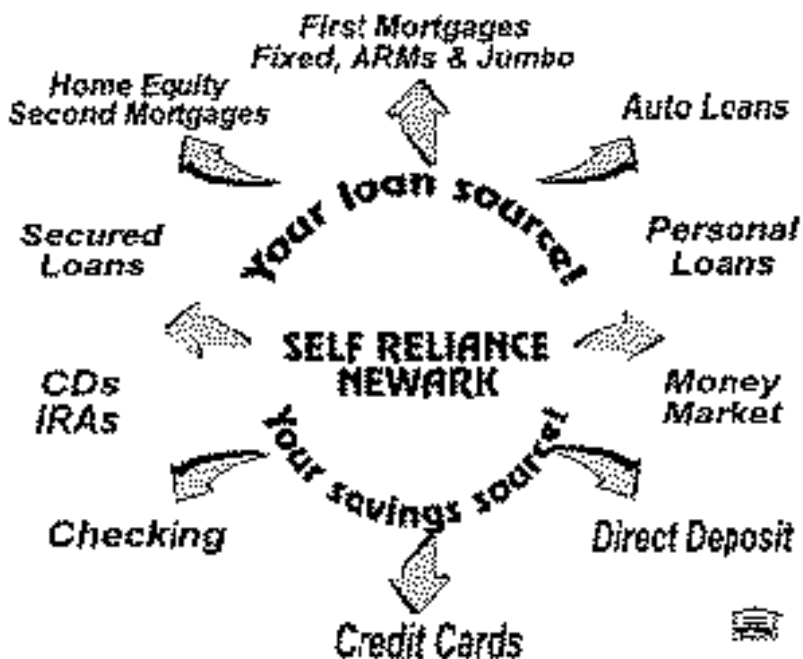 First Mortgages
Fixed, ARMs & Jumbo
Home Equity
Second Mortgages
Auto Loans
Your loan source!
Secured
Loans
Personal
Loans
SELF RELIANCE
NEWARK
CDs
IRAs
Money
Market
Your savings source!
Checking
Direct Deposit
Credit Cards